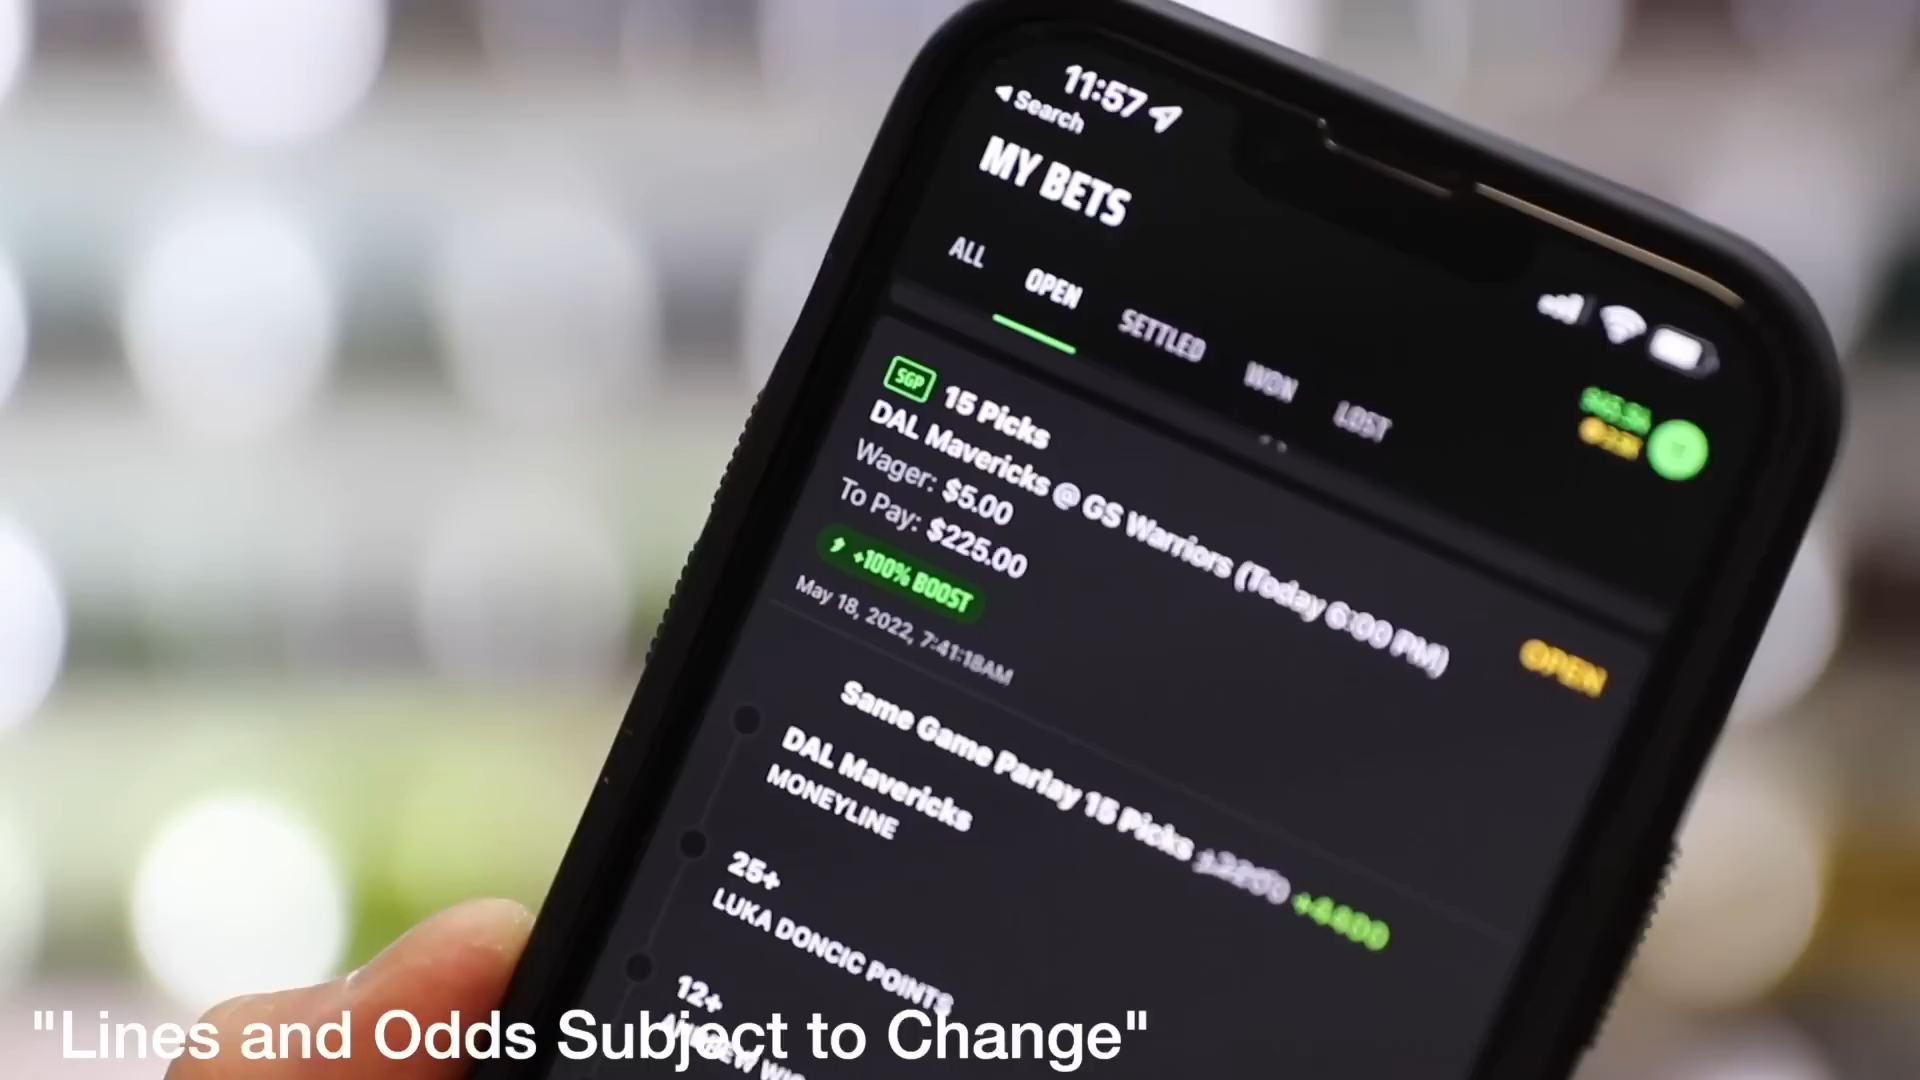 11:57
Search
MY BETS
ALL OPEN SETTLED WON LOST
SGP 15 Picks
DAL Mavericks @ GS Warriors (Today 6:00 PM)
Wager: $5.00
To Pay: $225.00
+100% BOOST
OPEN
May 18, 2022, 7:41:18AM
Same Game Parlay 15 Picks +2200 +4400
DAL Mavericks
MONEYLINE
25+
LUKA DONCIC POINTS
12+
"Lines and Odds Subject to Change"